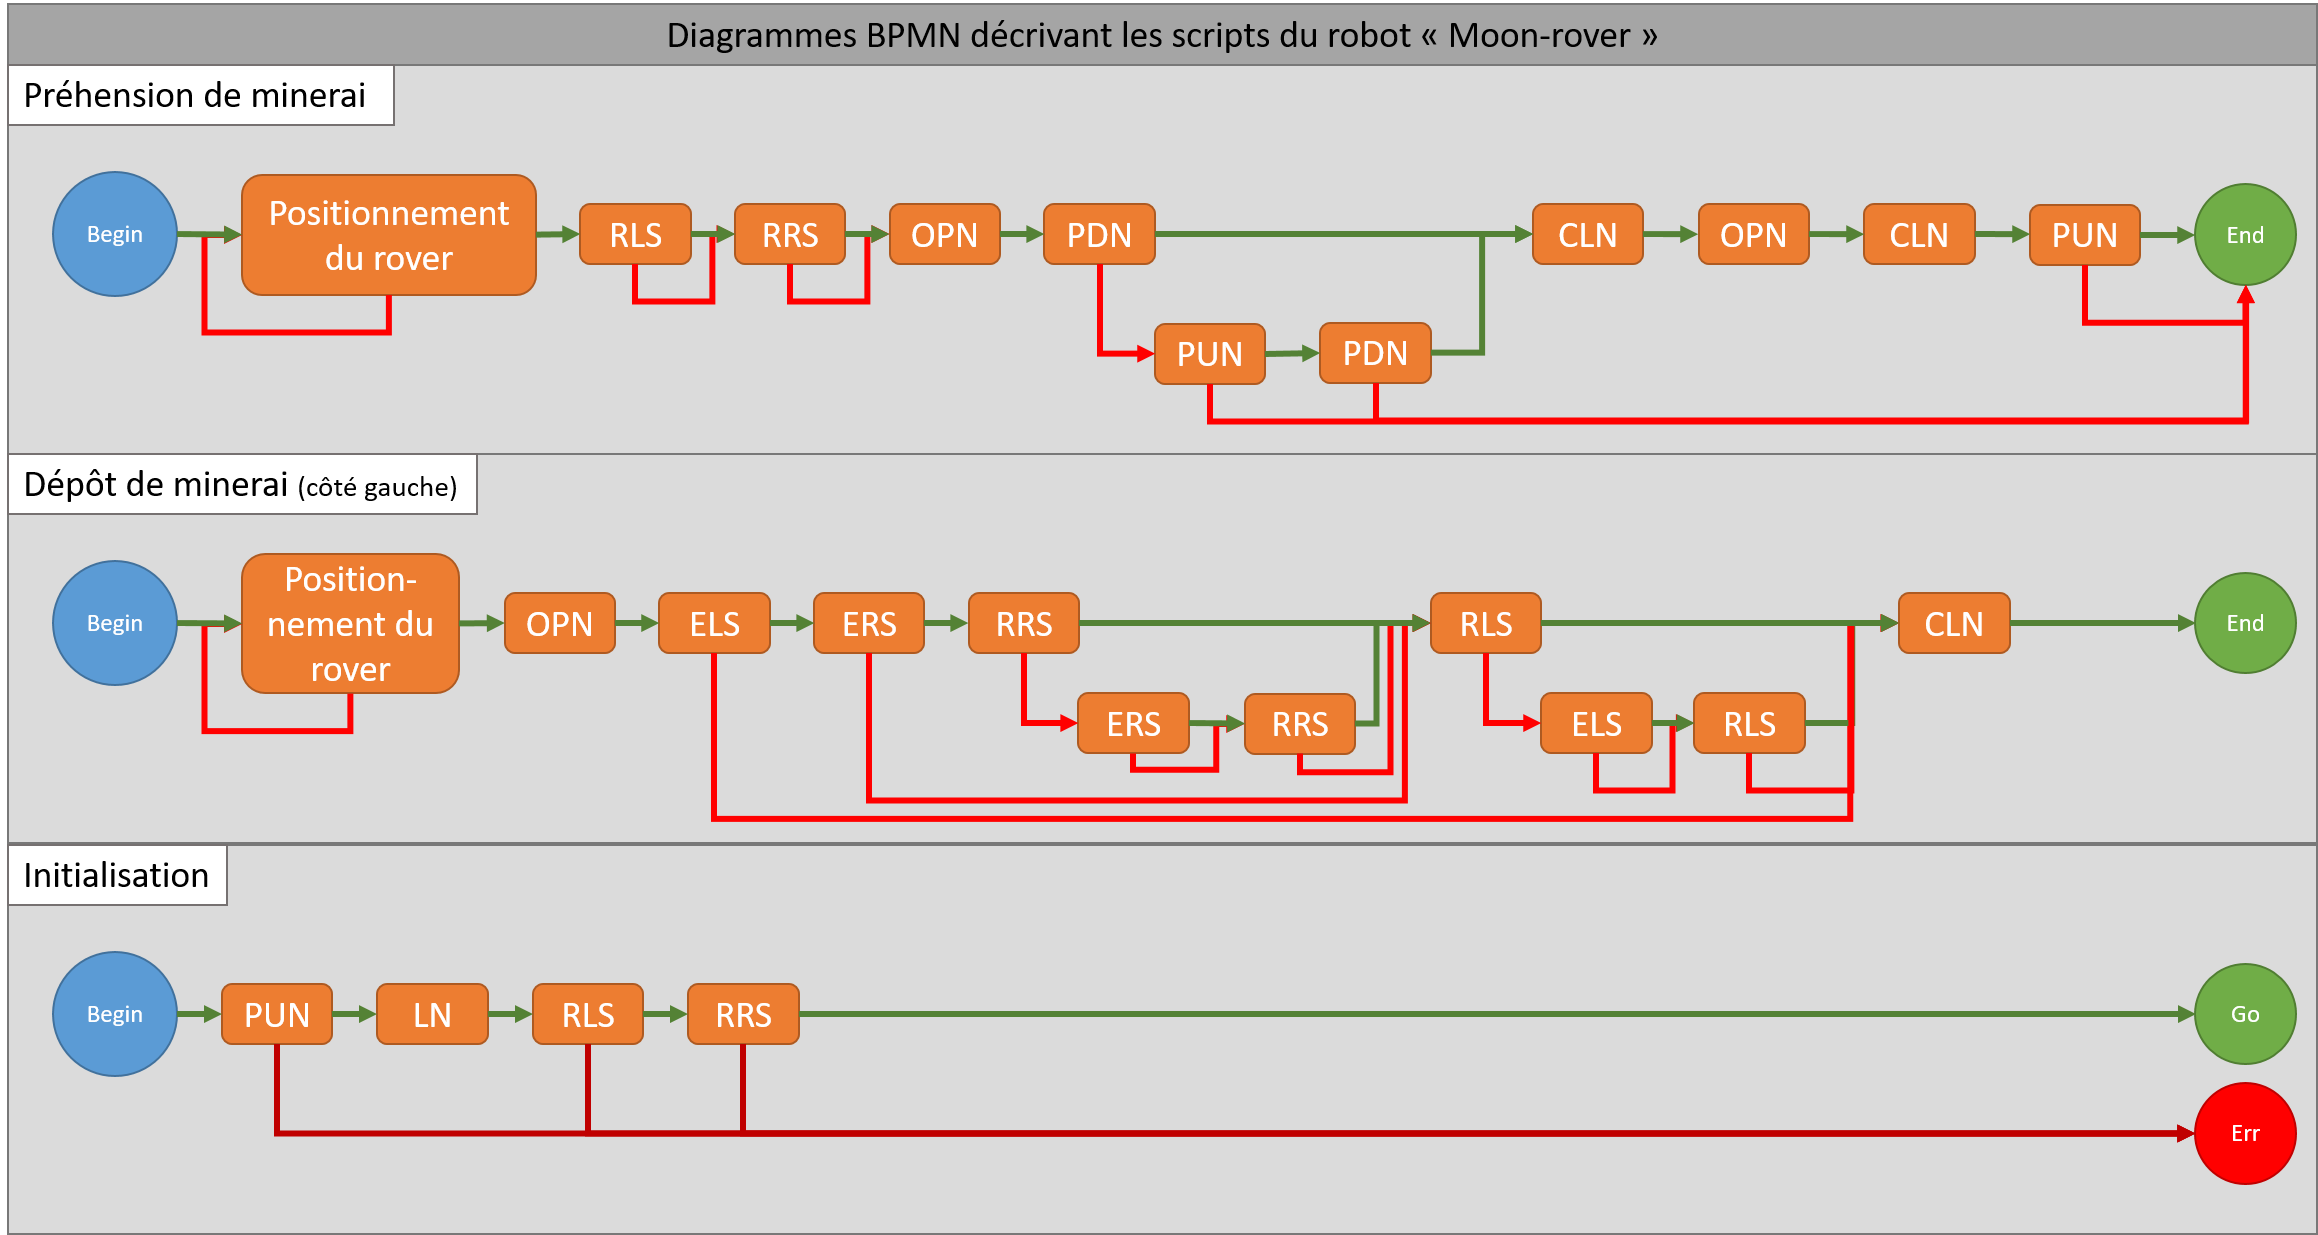 Diagrammes BPMN décrivant les scripts du robot « Moon-rover »
Préhension de minerai
Begin
Positionnement
du rover
RLS
RRS
OPN
PDN
CLN
OPN
CLN
PUN
End
PUN
PDN
Dépôt de minerai (côté gauche)
Begin
Position-
nement du
rover
OPN
ELS
ERS
RRS
RLS
CLN
End
ERS
RRS
ELS
RLS
Initialisation
Begin
PUN
LN
RLS
RRS
Go
Err